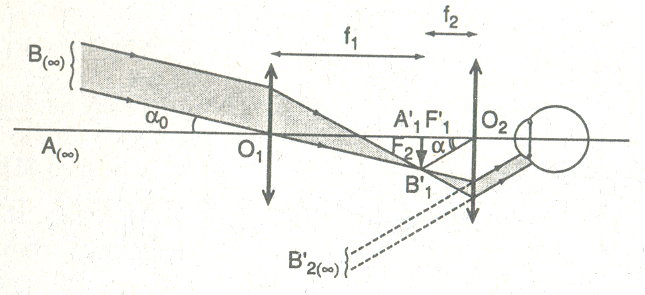 f₂
f₁
B(∞)
α₀
A'₁ F'₁
O₂
F₂ α
A(∞)
O₁
B'₁
B'₂(∞)